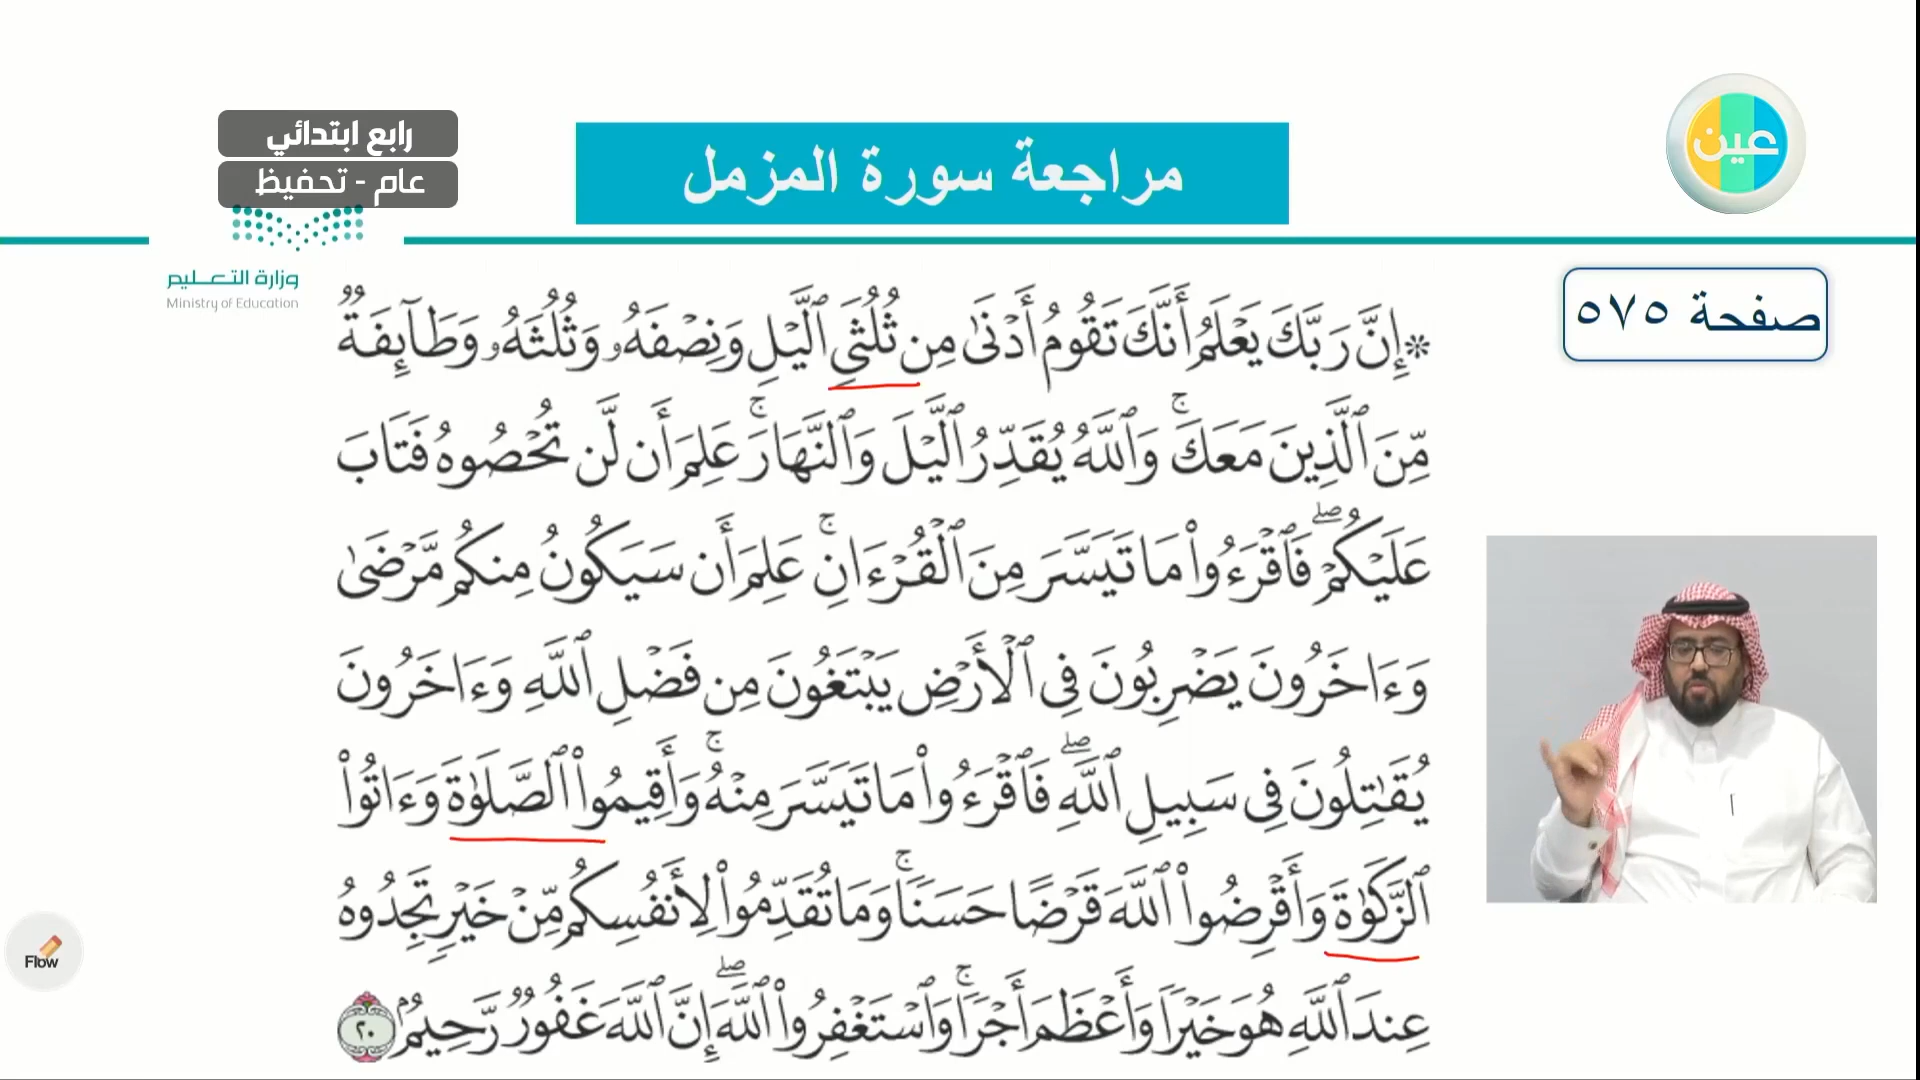 رابع ابتدائي
عام - تحفيظ
مراجعة سورة المزمل
عين
وزارة التعليم
Ministry of Education
صفحة ٥٧٥
۞ إِنَّ رَبَّكَ يَعْلَمُ أَنَّكَ تَقُومُ أَدْنَىٰ مِن ثُلُثَيِ ٱلَّيْلِ وَنِصْفَهُۥ وَثُلُثَهُۥ وَطَآئِفَةٌ
مِّنَ ٱلَّذِينَ مَعَكَۚ وَٱللَّهُ يُقَدِّرُ ٱلَّيْلَ وَٱلنَّهَارَۚ عَلِمَ أَن لَّن تُحْصُوهُ فَتَابَ
عَلَيْكُمْۖ فَٱقْرَءُوا۟ مَا تَيَسَّرَ مِنَ ٱلْقُرْءَانِۚ عَلِمَ أَن سَيَكُونُ مِنكُم مَّرْضَىٰ
وَءَاخَرُونَ يَضْرِبُونَ فِى ٱلْأَرْضِ يَبْتَغُونَ مِن فَضْلِ ٱللَّهِ وَءَاخَرُونَ
يُقَٰتِلُونَ فِى سَبِيلِ ٱللَّهِۖ فَٱقْرَءُوا۟ مَا تَيَسَّرَ مِنْهُۚ وَأَقِيمُوا۟ ٱلصَّلَوٰةَ وَءَاتُوا۟
ٱلزَّكَوٰةَ وَأَقْرِضُوا۟ ٱللَّهَ قَرْضًا حَسَنًاۚ وَمَا تُقَدِّمُوا۟ لِأَنفُسِكُم مِّنْ خَيْرٍ تَجِدُوهُ
عِندَ ٱللَّهِ هُوَ خَيْرًا وَأَعْظَمَ أَجْرًاۚ وَٱسْتَغْفِرُوا۟ ٱللَّهَۖ إِنَّ ٱللَّهَ غَفُورٌ رَّحِيمٌۢ ٢٠
Flow